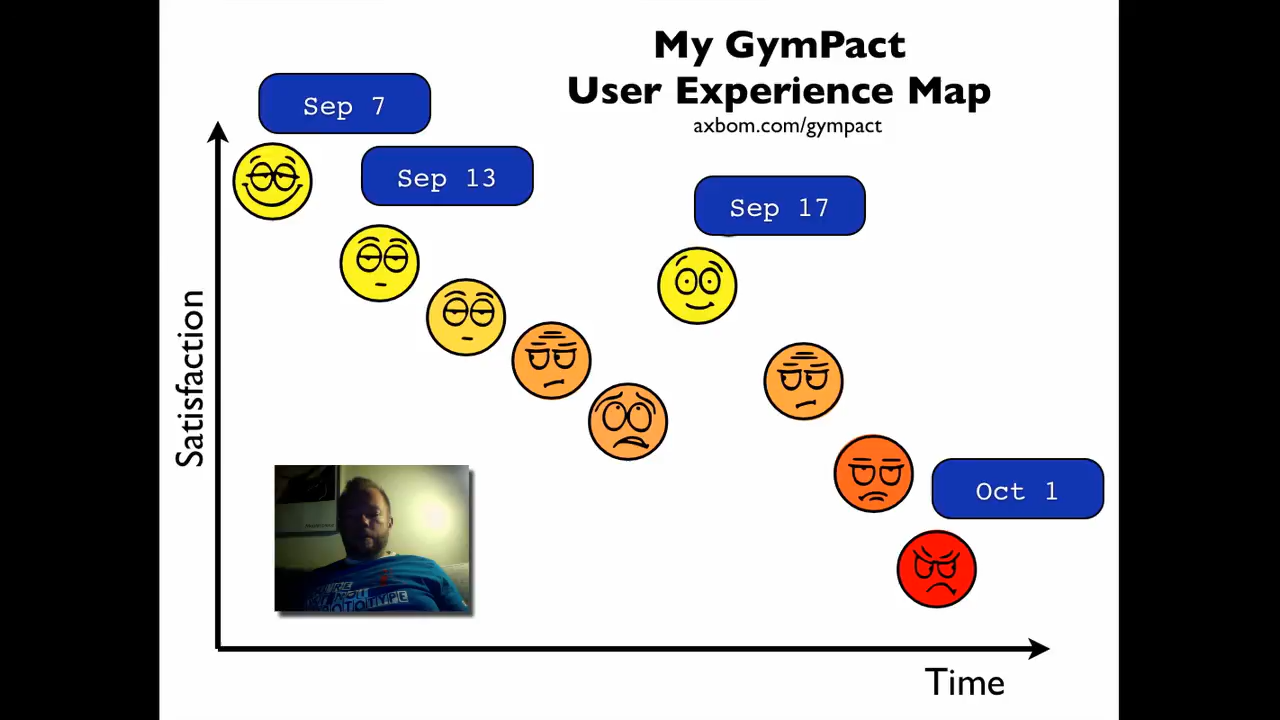 My GymPact
User Experience Map
axbom.com/gympact
Sep 7
Sep 13
Sep 17
Oct 1
Satisfaction
Time